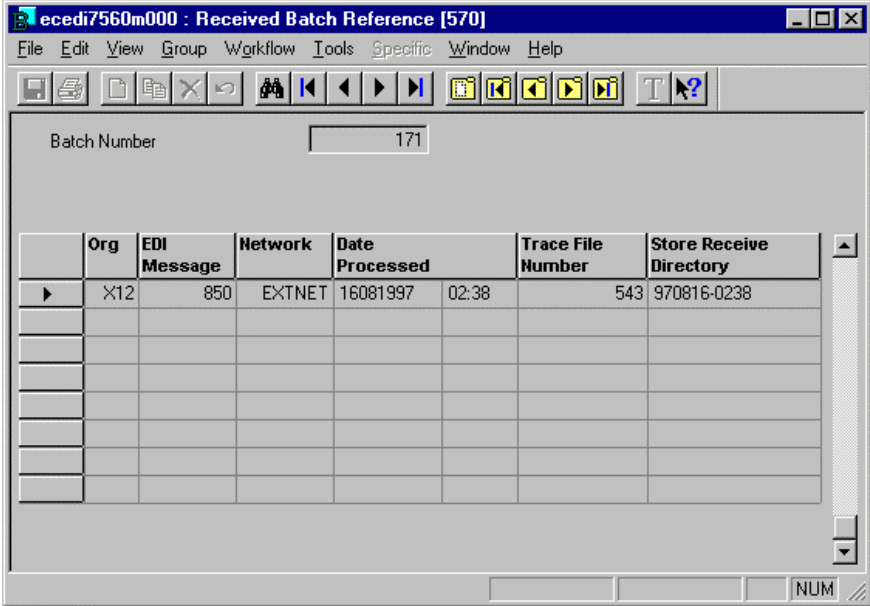 ecedi7560m000 : Received Batch Reference [570]
File Edit View Group Workflow Tools Specific Window Help
T ?
Batch Number 171
Org EDI Message Network Date Processed Trace File Number Store Receive Directory
X12 850 EXTNET 16081997 02:38 543 970816-0238
NUM